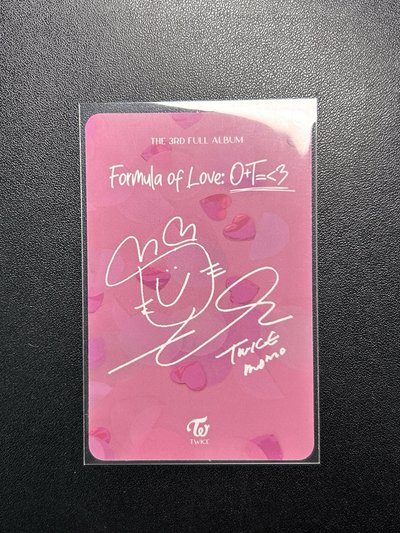 THE 3RD FULL ALBUM
Formula of Love: O+T=<3
TWICE
momo
TWICE